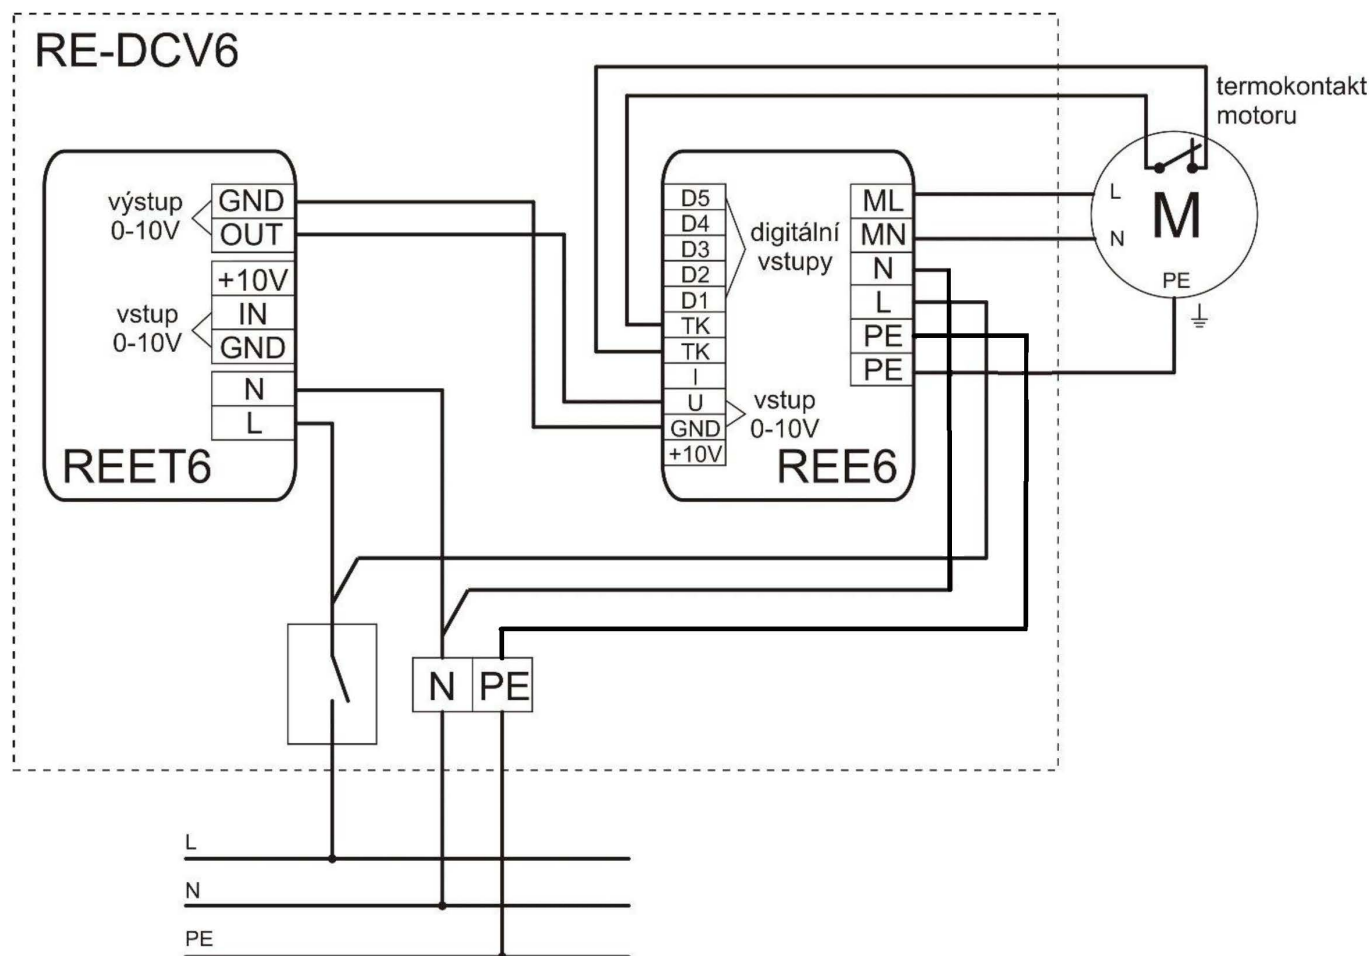 RE-DCV6
termokontakt
motoru
výstup
0-10V
GND
OUT
+10V
vstup
0-10V
IN
GND
N
L
REET6
D5
D4
D3
D2
D1
TK
TK
I
U
GND
+10V
digitální
vstupy
vstup
0-10V
ML
MN
N
L
PE
PE
REE6
L
N
M
PE
N
PE
L
N
PE